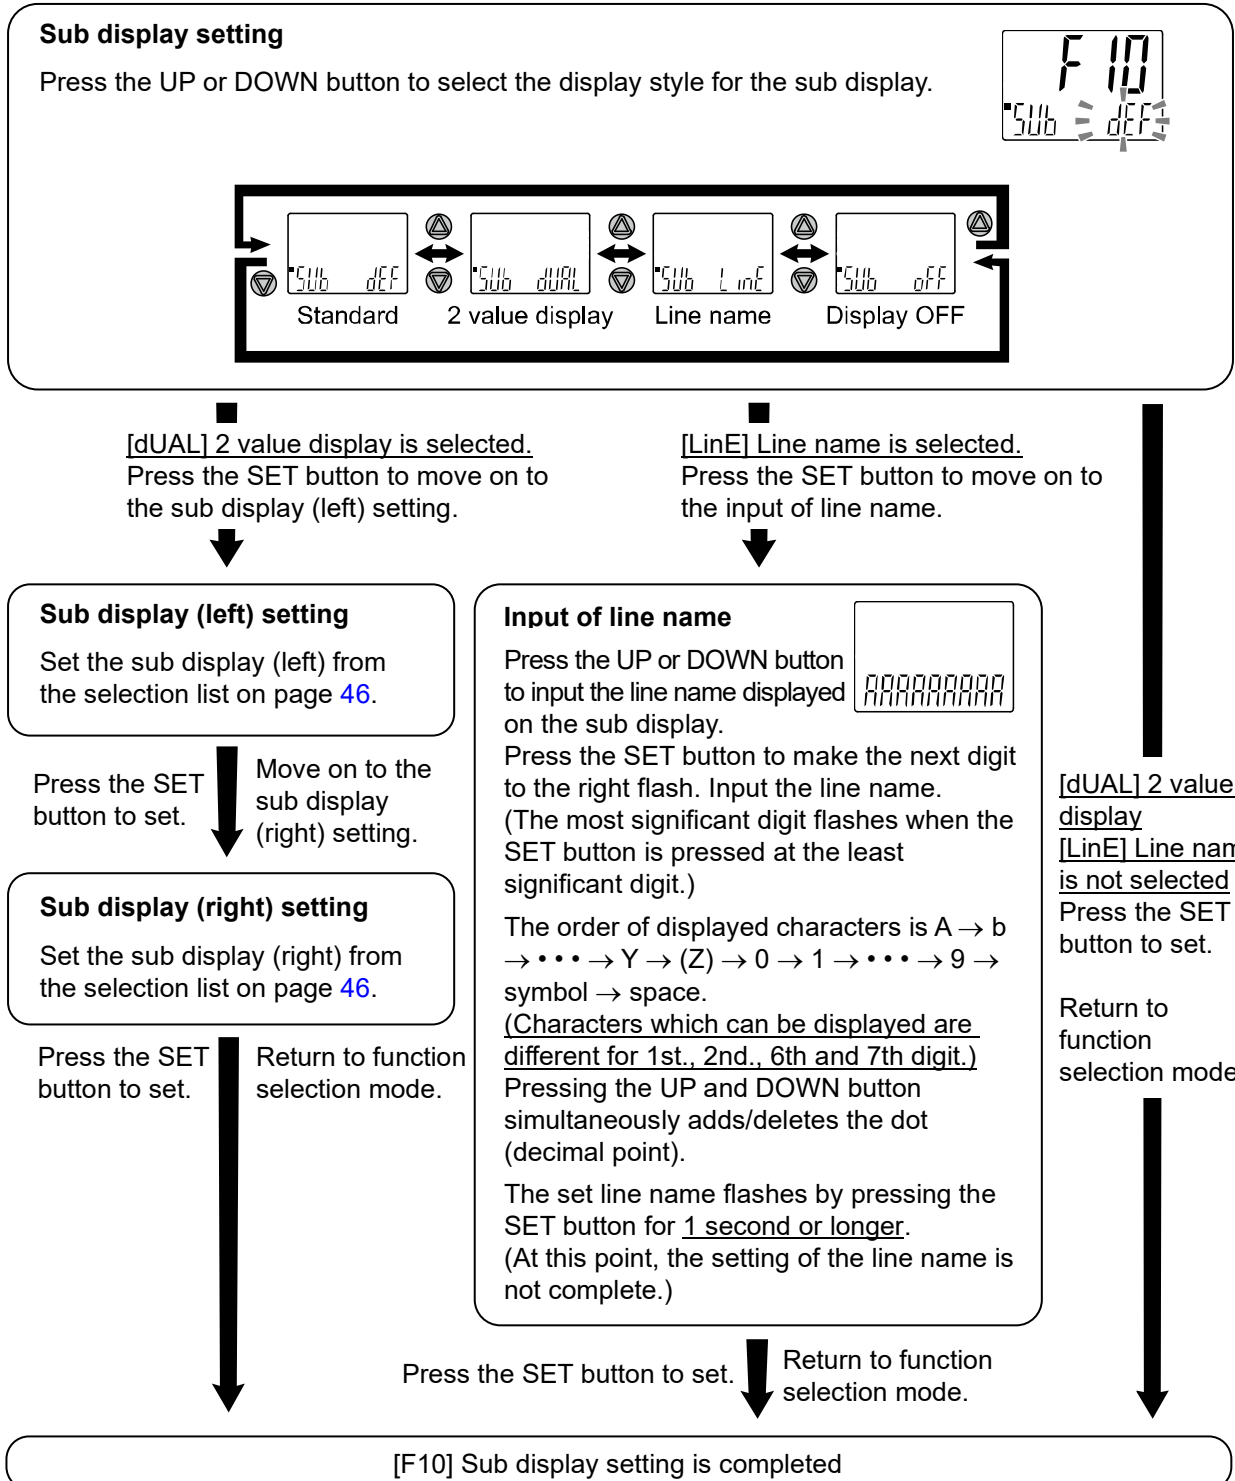 Sub display setting
Press the UP or DOWN button to select the display style for the sub display.
F 10
SUb dEF
SUb dEF
SUb dUAL
SUb LinE
SUb oFF
Standard
2 value display
Line name
Display OFF
[dUAL] 2 value display is selected.
Press the SET button to move on to
the sub display (left) setting.
[LinE] Line name is selected.
Press the SET button to move on to
the input of line name.
Sub display (left) setting
Set the sub display (left) from
the selection list on page 46.
Press the SET
button to set.
Move on to the
sub display
(right) setting.
Sub display (right) setting
Set the sub display (right) from
the selection list on page 46.
Press the SET
button to set.
Return to function
selection mode.
Input of line name
Press the UP or DOWN button
to input the line name displayed
on the sub display.
AAAAAAAAA
Press the SET button to make the next digit
to the right flash. Input the line name.
(The most significant digit flashes when the
SET button is pressed at the least
significant digit.)
The order of displayed characters is A → b
→ • • • → Y → (Z) → 0 → 1 → • • • → 9 →
symbol → space.
(Characters which can be displayed are
different for 1st., 2nd., 6th and 7th digit.)
Pressing the UP and DOWN button
simultaneously adds/deletes the dot
(decimal point).
The set line name flashes by pressing the
SET button for 1 second or longer.
(At this point, the setting of the line name is
not complete.)
Press the SET button to set.
Return to function
selection mode.
[dUAL] 2 value
display
[LinE] Line
is not selected
Press the SET
button to set.
Return to
function
selection mode
[F10] Sub display setting is completed